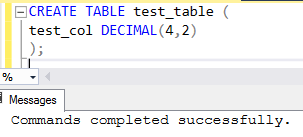 CREATE TABLE test_table (
test_col DECIMAL(4,2)
);
%
Messages
Commands completed successfully.